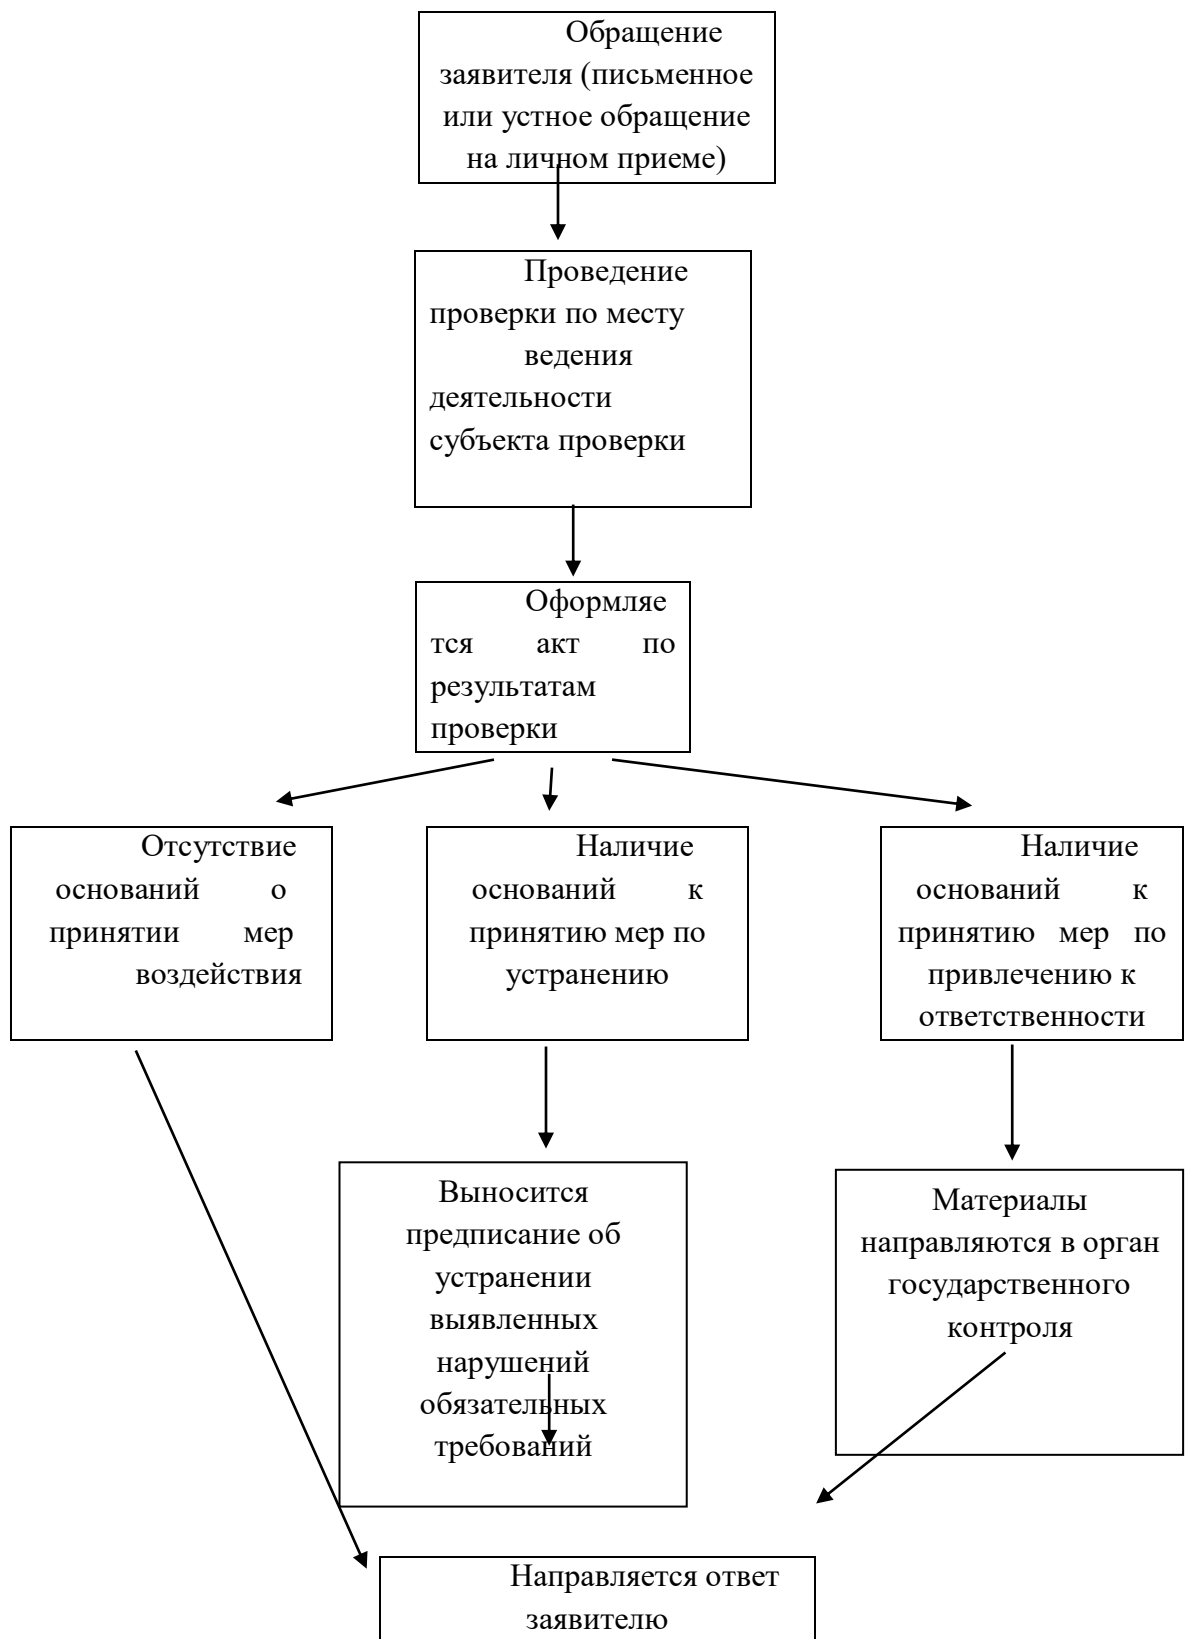 Обращение
заявителя (письменное
или устное обращение
на личном приеме)
Проведение
проверки по месту
ведения
деятельности
субъекта проверки
Оформляе
тся акт по
результатам
проверки
Отсутствие
оснований о
принятии мер
воздействия
Наличие
оснований к
принятию мер по
устранению
Наличие
оснований к
принятию мер по
привлечению к
ответственности
Выносится
предписание об
устранении
выявленных
нарушений
обязательных
требований
Материалы
направляются в орган
государственного
контроля
Направляется ответ
заявителю